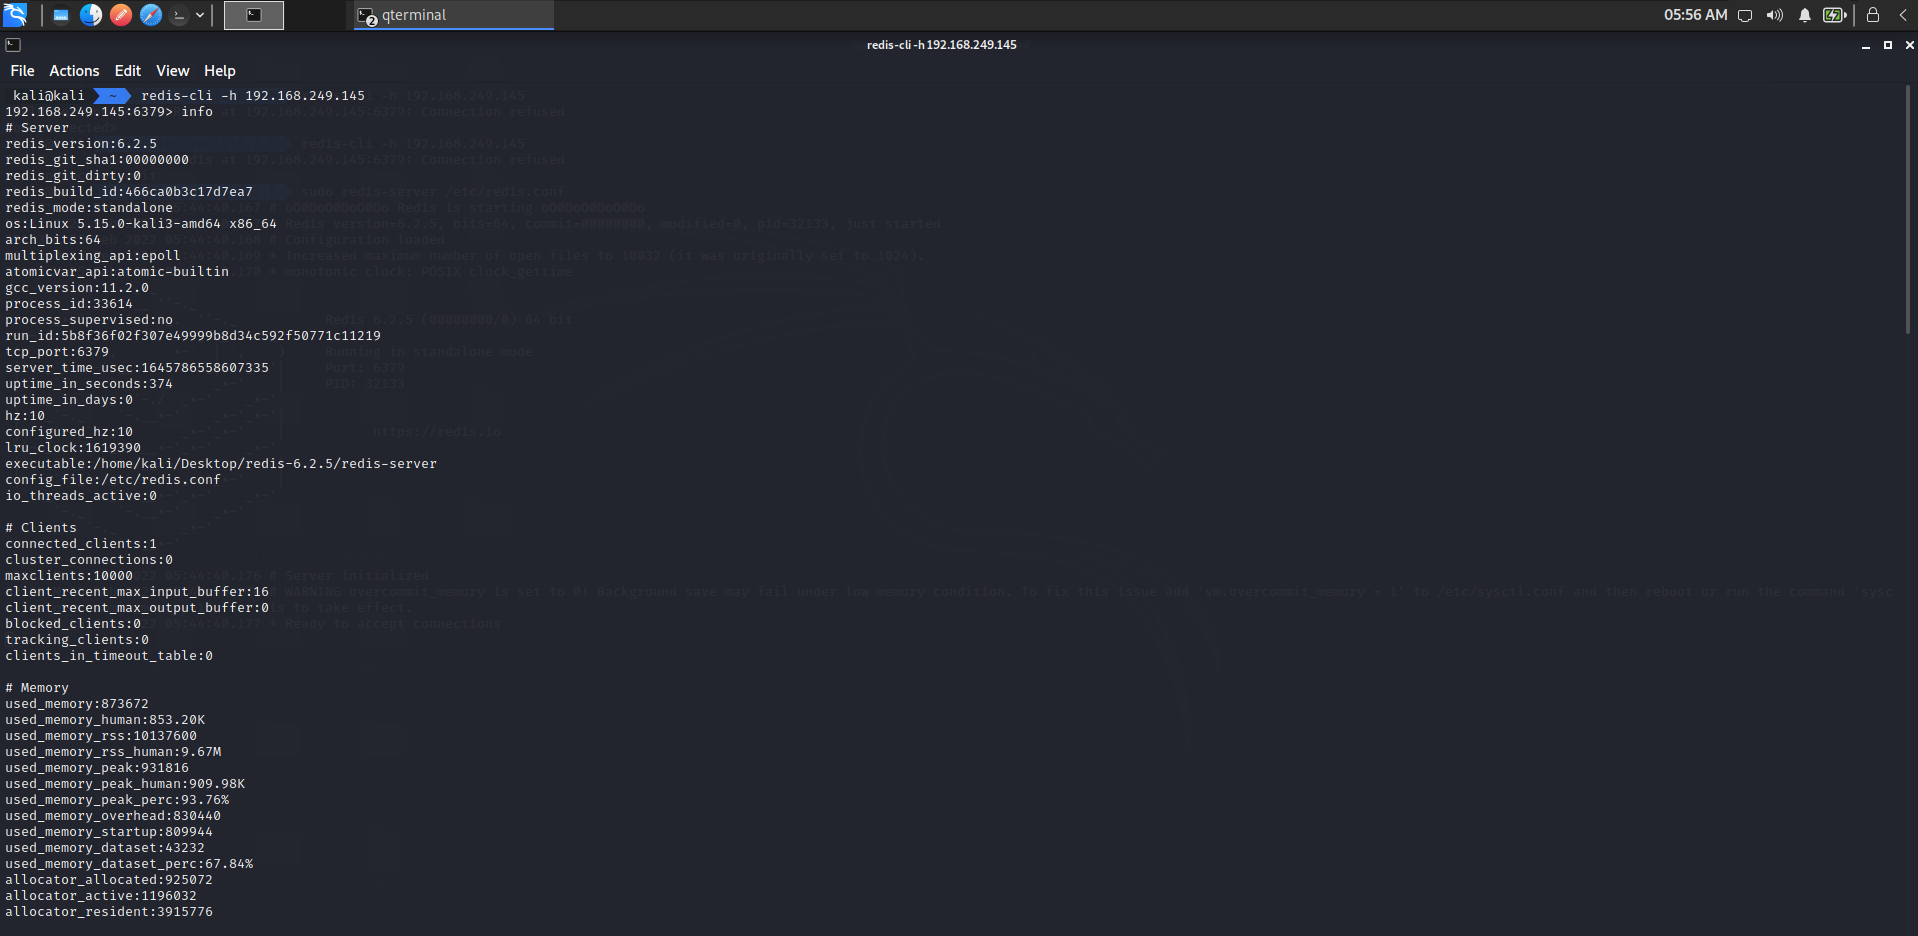 qterminal
2
05:56 AM
redis-cli -h 192.168.249.145
File Actions Edit View Help
kali@kali ~ redis-cli -h 192.168.249.145
192.168.249.145:6379> info
# Server
redis_version:6.2.5
redis_git_sha1:00000000
redis_git_dirty:0
redis_build_id:466ca0b3c17d7ea7
redis_mode:standalone
os:Linux 5.15.0-kali3-amd64 x86_64
arch_bits:64
multiplexing_api:epoll
atomicvar_api:atomic-builtin
gcc_version:11.2.0
process_id:33614
process_supervised:no
run_id:5b8f36f02f307e49999b8d34c592f50771c11219
tcp_port:6379
server_time_usec:1645786558607335
uptime_in_seconds:374
uptime_in_days:0
hz:10
configured_hz:10
lru_clock:1619390
executable:/home/kali/Desktop/redis-6.2.5/redis-server
config_file:/etc/redis.conf
io_threads_active:0
# Clients
connected_clients:1
cluster_connections:0
maxclients:10000
client_recent_max_input_buffer:16
client_recent_max_output_buffer:0
blocked_clients:0
tracking_clients:0
clients_in_timeout_table:0
# Memory
used_memory:873672
used_memory_human:853.20K
used_memory_rss:10137600
used_memory_rss_human:9.67M
used_memory_peak:931816
used_memory_peak_human:909.98K
used_memory_peak_perc:93.76%
used_memory_overhead:830440
used_memory_startup:809944
used_memory_dataset:43232
used_memory_dataset_perc:67.84%
allocator_allocated:925072
allocator_active:1196032
allocator_resident:3915776